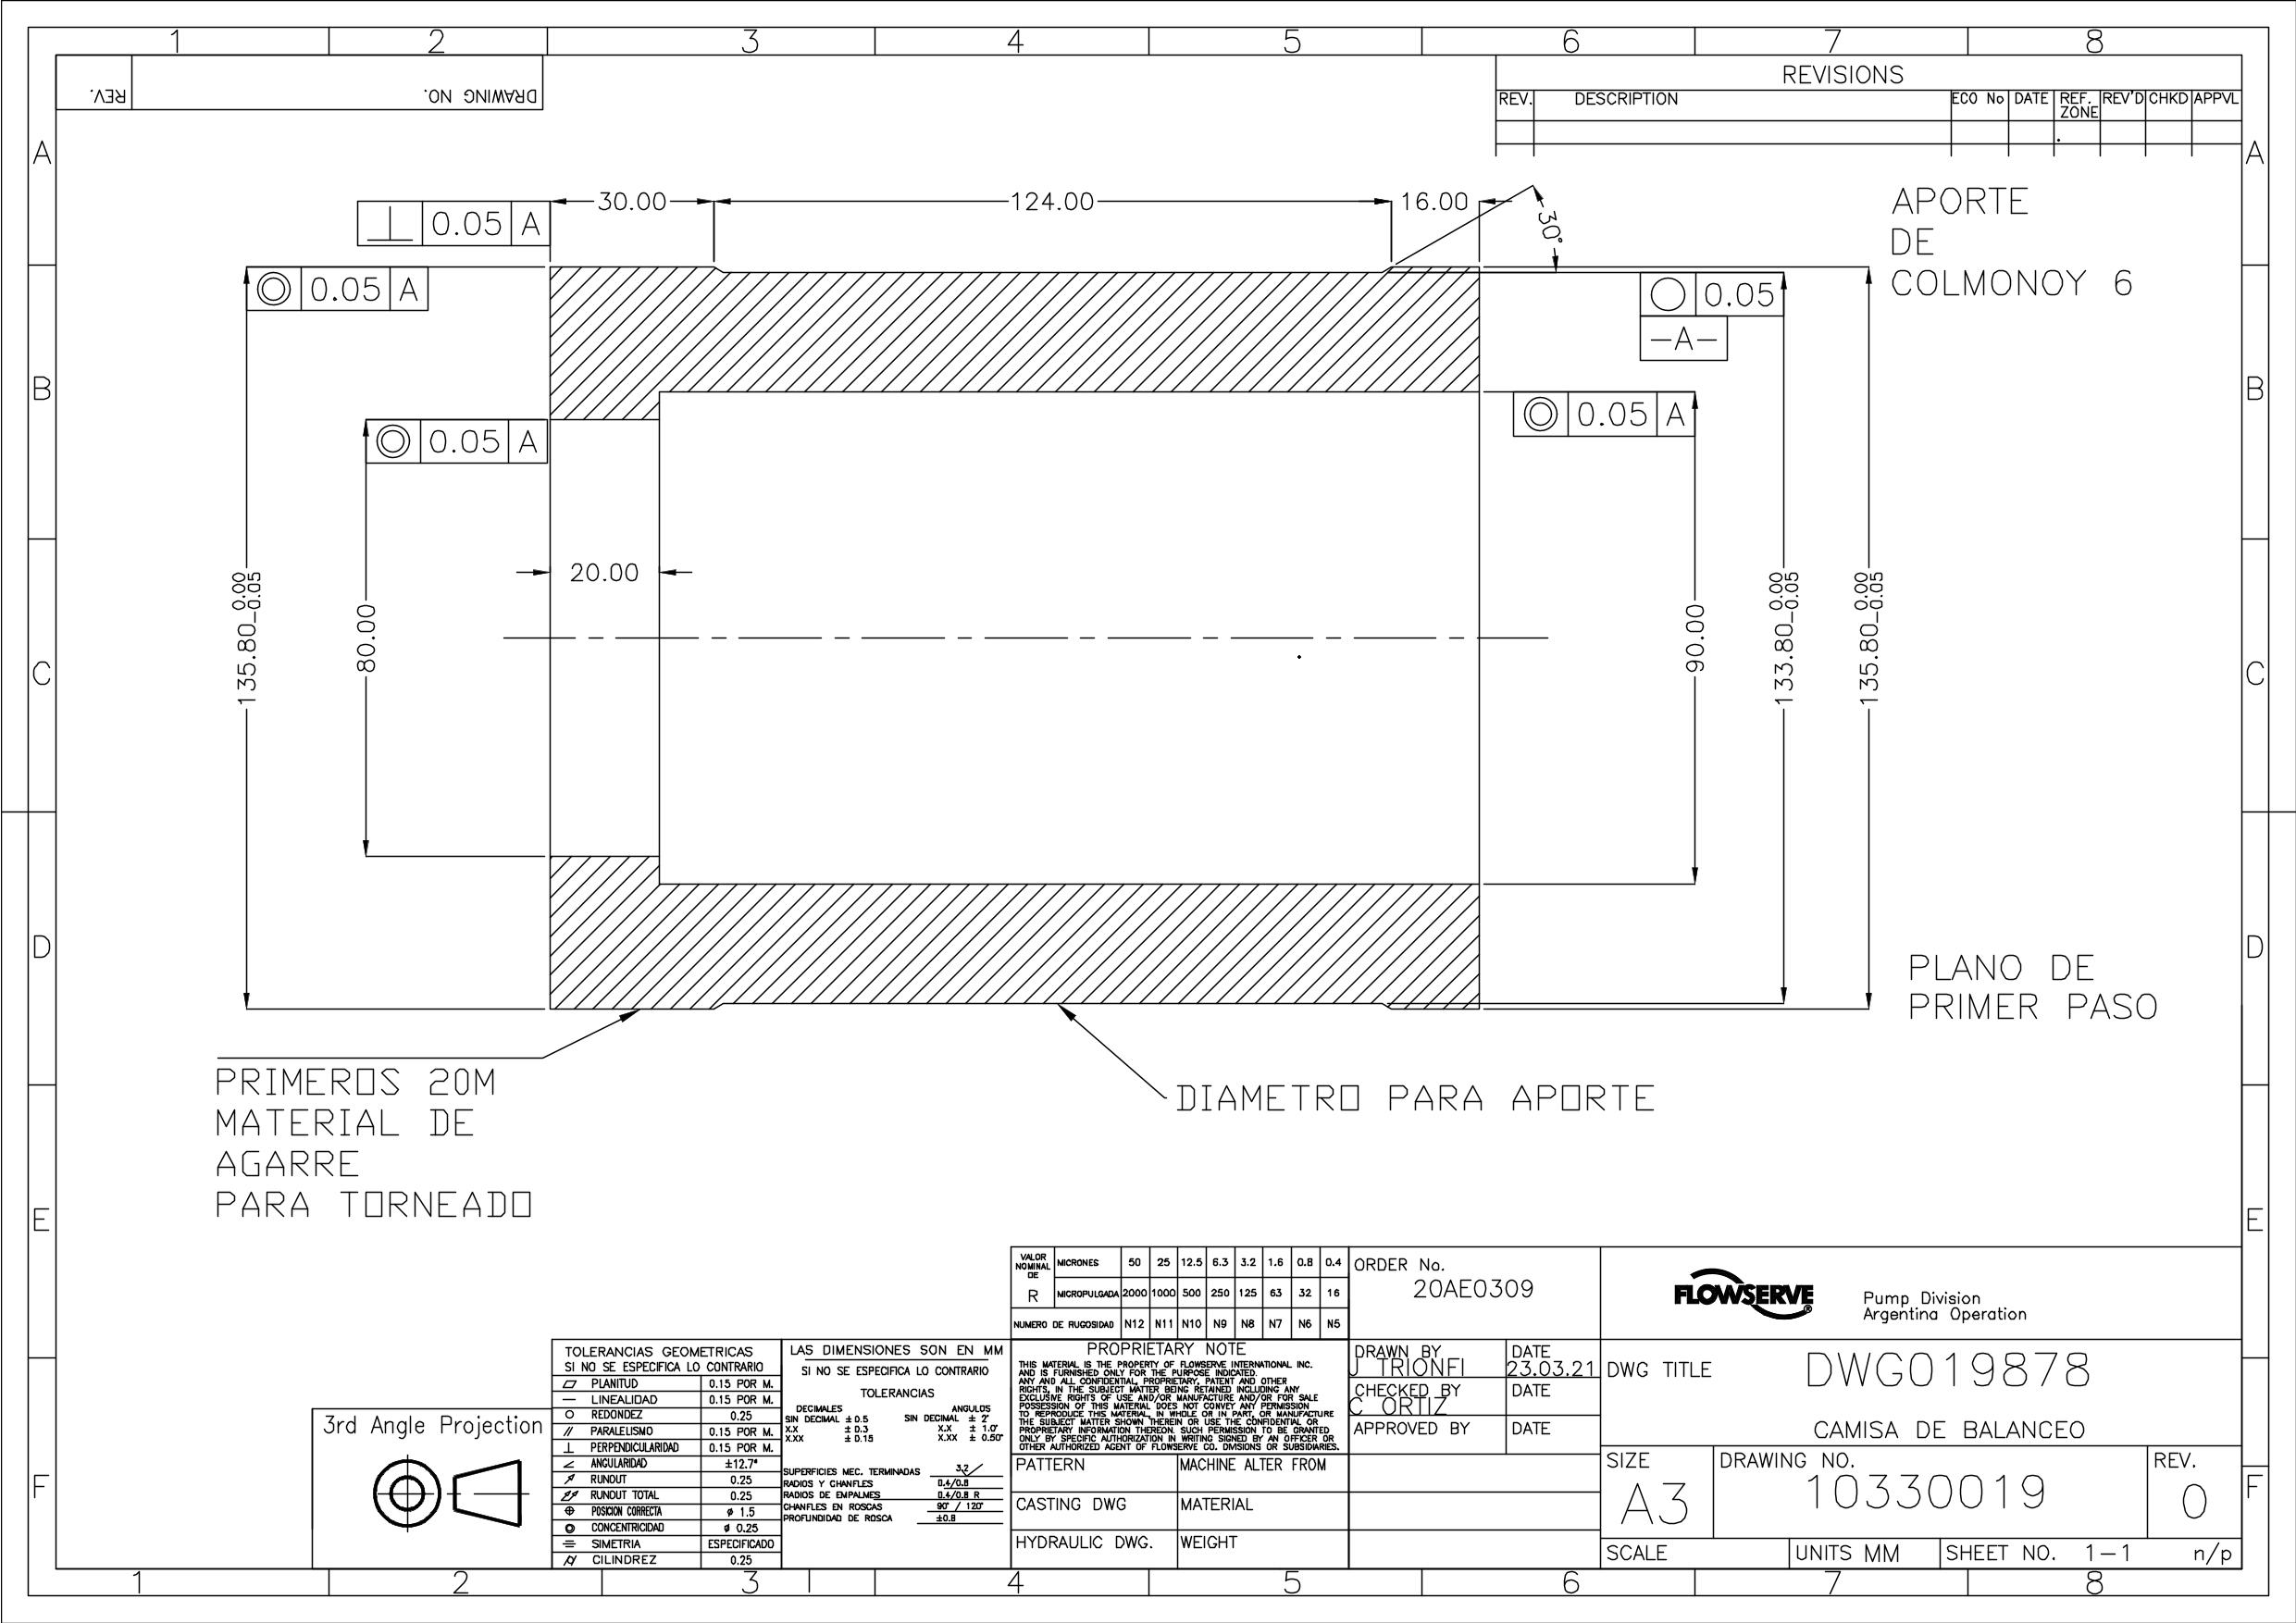 1 2 3 4 5 6 7 8
REV. DRAWING NO.
REVISIONS
REV. DESCRIPTION ECO No DATE REF. ZONE REV'D CHKD APPVL
A A
B B
C C
D D
E E
F F
30.00 124.00 16.00 30°
⊥ 0.05 A
◎ 0.05 A
◎ 0.05 A
○ 0.05
-A-
◎ 0.05 A
APORTE
DE
COLMONOY 6
20.00
135.80 0.00 -0.05
80.00
90.00
133.80 0.00 -0.05
135.80 0.00 -0.05
PLANO DE
PRIMER PASO
PRIMEROS 20M
MATERIAL DE
AGARRE
PARA TORNEADO
DIAMETRO PARA APORTE
VALOR NOMINAL DE R
MICRONES 50 25 12.5 6.3 3.2 1.6 0.8 0.4
MICROPULGADA 2000 1000 500 250 125 63 32 16
NUMERO DE RUGOSIDAD N12 N11 N10 N9 N8 N7 N6 N5
ORDER No.
20AE0309
FLOWSERVE ®
Pump Division
Argentina Operation
3rd Angle Projection
TOLERANCIAS GEOMETRICAS
SI NO SE ESPECIFICA LO CONTRARIO
PLANITUD 0.15 POR M.
LINEALIDAD 0.15 POR M.
REDONDEZ 0.25
PARALELISMO 0.15 POR M.
PERPENDICULARIDAD 0.15 POR M.
ANGULARIDAD ±12.7"
RUNOUT 0.25
RUNOUT TOTAL 0.25
POSICION CORRECTA ø 1.5
CONCENTRICIDAD ø 0.25
SIMETRIA ESPECIFICADO
CILINDREZ 0.25
LAS DIMENSIONES SON EN MM
SI NO SE ESPECIFICA LO CONTRARIO
TOLERANCIAS
DECIMALES ANGULOS
SIN DECIMAL ± 0.5 SIN DECIMAL ± 2°
X.X ± 0.3 X.X ± 1.0°
X.XX ± 0.15 X.XX ± 0.50°
SUPERFICIES MEC. TERMINADAS 3.2
RADIOS Y CHANFLES 0.4/0.8
RADIOS DE EMPALMES 0.4/0.8 R
CHANFLES EN ROSCAS 90° / 120°
PROFUNDIDAD DE ROSCA ±0.8
PROPRIETARY NOTE
THIS MATERIAL IS THE PROPERTY OF FLOWSERVE INTERNATIONAL INC.
AND IS FURNISHED ONLY FOR THE PURPOSE INDICATED.
ANY AND ALL CONFIDENTIAL, PROPRIETARY, PATENT AND OTHER
RIGHTS, IN THE SUBJECT MATTER BEING RETAINED INCLUDING ANY
EXCLUSIVE RIGHTS OF USE AND/OR MANUFACTURE AND/OR FOR SALE
POSSESSION OF THIS MATERIAL DOES NOT CONVEY ANY PERMISSION
TO REPRODUCE THIS MATERIAL, IN WHOLE OR IN PART, OR MANUFACTURE
THE SUBJECT MATTER SHOWN THEREIN OR USE THE CONFIDENTIAL OR
PROPRIETARY INFORMATION THEREON. SUCH PERMISSION TO BE GRANTED
ONLY BY SPECIFIC AUTHORIZATION IN WRITING SIGNED BY AN OFFICER OR
OTHER AUTHORIZED AGENT OF FLOWSERVE CO. DIVISIONS OR SUBSIDIARIES.
PATTERN MACHINE ALTER FROM
CASTING DWG MATERIAL
HYDRAULIC DWG. WEIGHT
DRAWN BY DATE
J TRIONFI 23.03.21
CHECKED BY DATE
C ORTIZ
APPROVED BY DATE
DWG TITLE DWG019878
CAMISA DE BALANCEO
SIZE DRAWING NO. REV.
A3 10330019 0
SCALE UNITS MM SHEET NO. 1-1 n/p
1 2 3 4 5 6 7 8